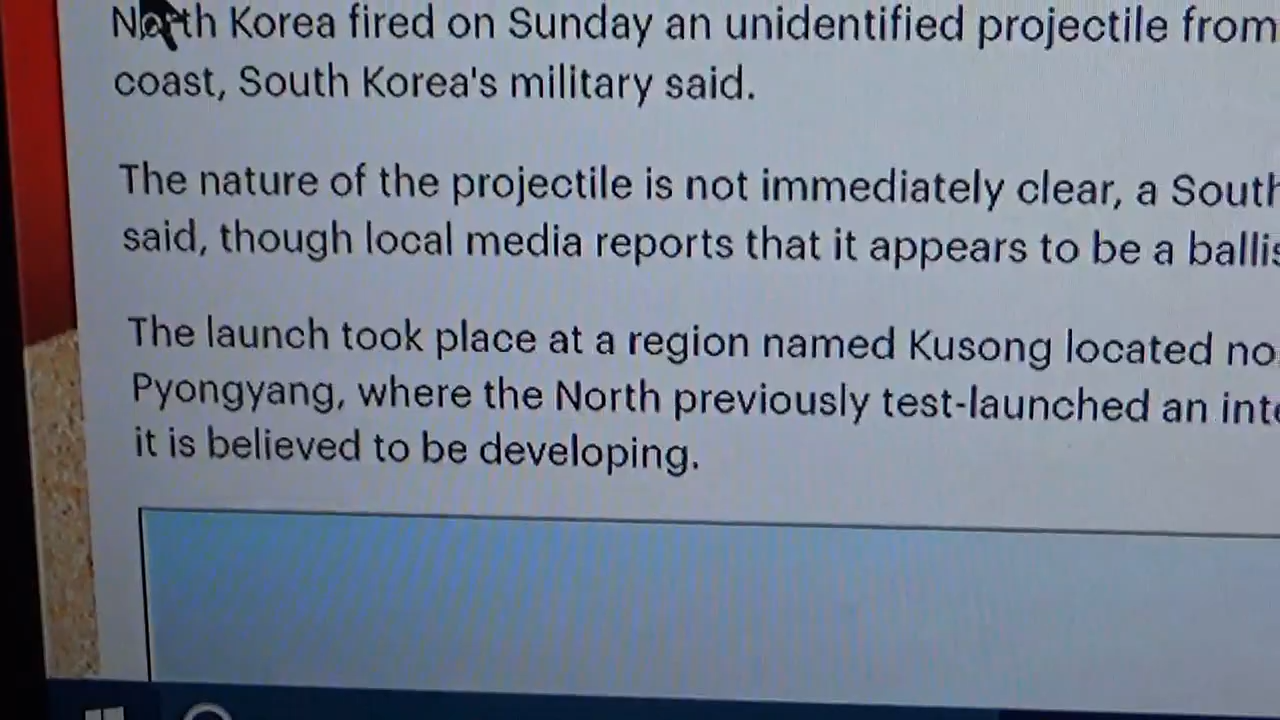 North Korea fired on Sunday an unidentified projectile from
coast, South Korea's military said.
The nature of the projectile is not immediately clear, a South
said, though local media reports that it appears to be a ballis
The launch took place at a region named Kusong located no
Pyongyang, where the North previously test-launched an inte
it is believed to be developing.